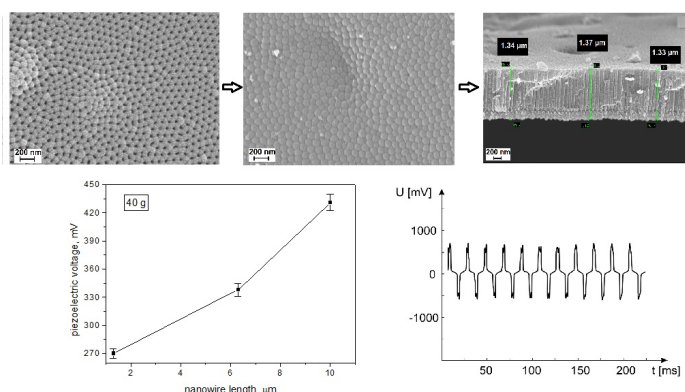 1.34 µm
1.37 µm
1.33 µm
200 nm
200 nm
200 nm
450
420
390
360
330
300
270
40 g
piezoelectric voltage, mV
2
4
6
8
10
nanowire length, µm
U [mV]
1000
0
-1000
50
100
150
200
t [ms]